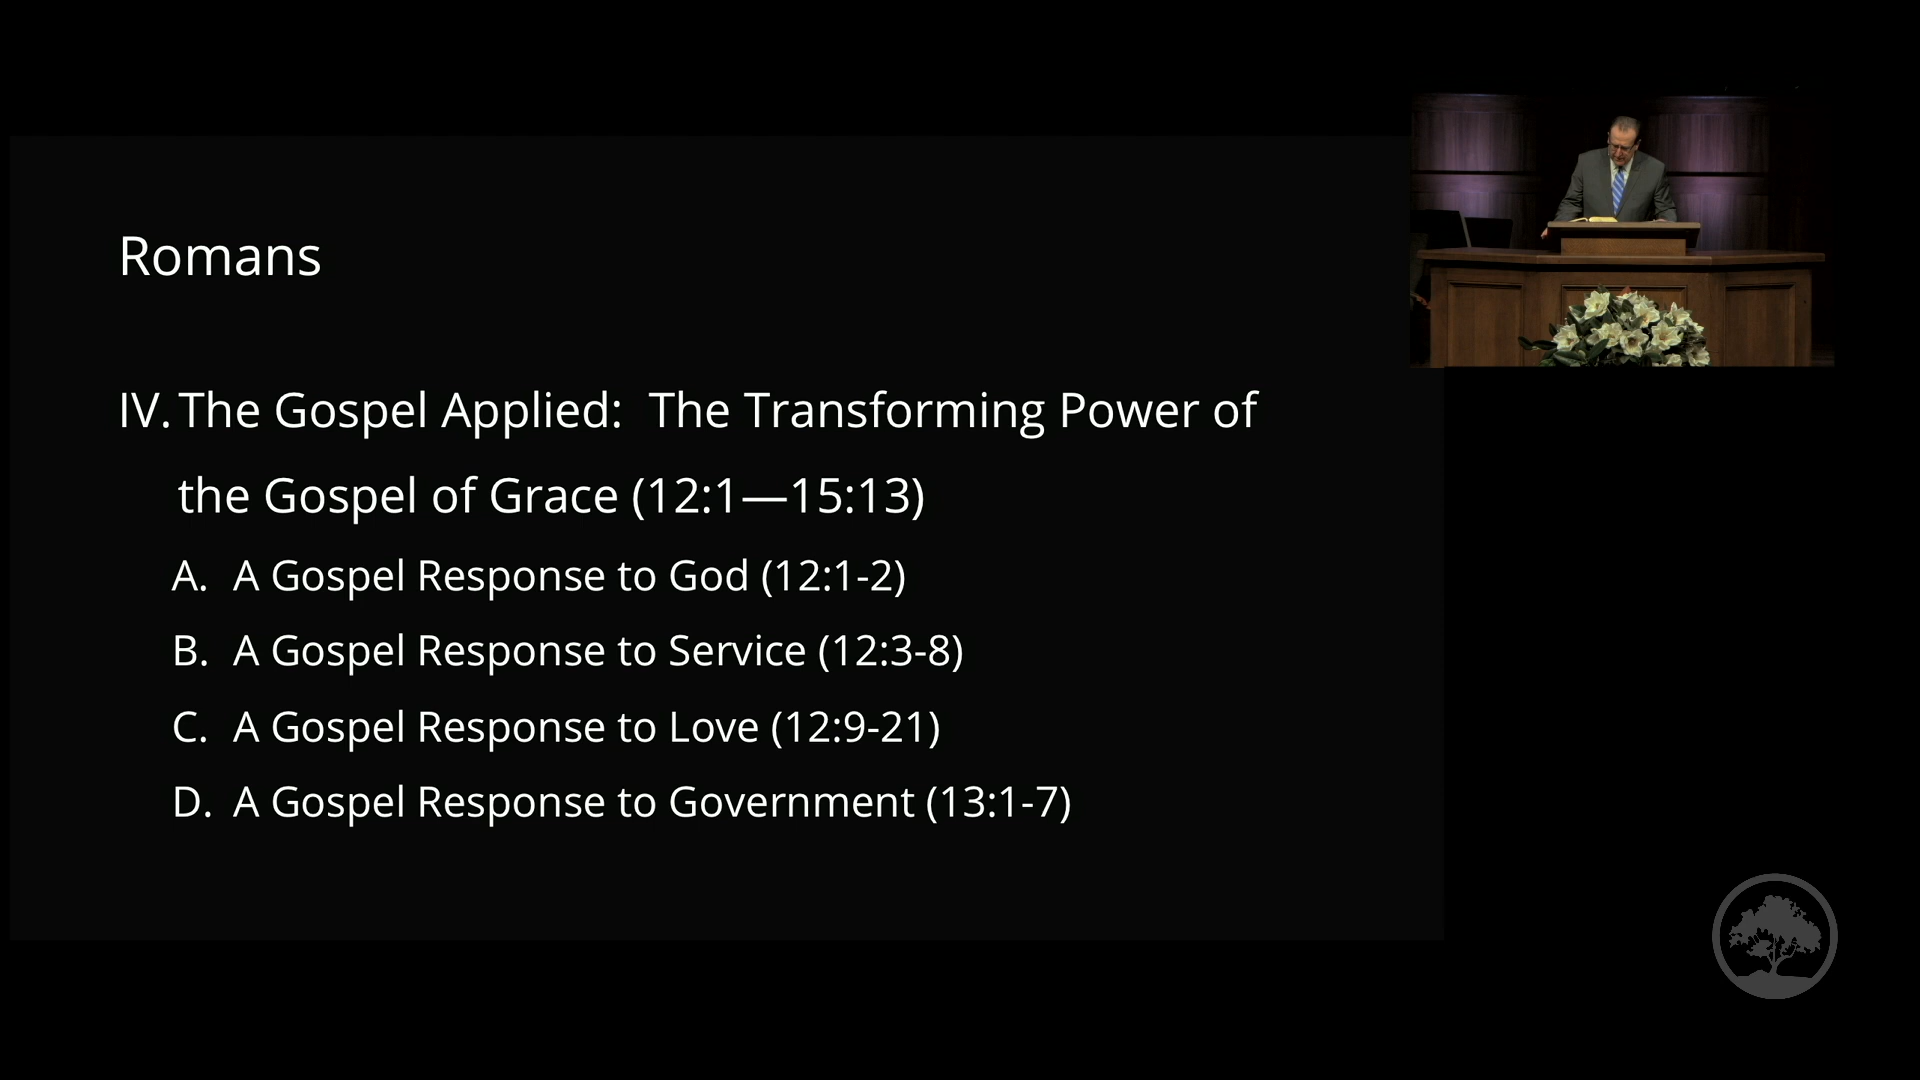 Romans
IV. The Gospel Applied:  The Transforming Power of
the Gospel of Grace (12:1—15:13)
A. A Gospel Response to God (12:1-2)
B. A Gospel Response to Service (12:3-8)
C. A Gospel Response to Love (12:9-21)
D. A Gospel Response to Government (13:1-7)